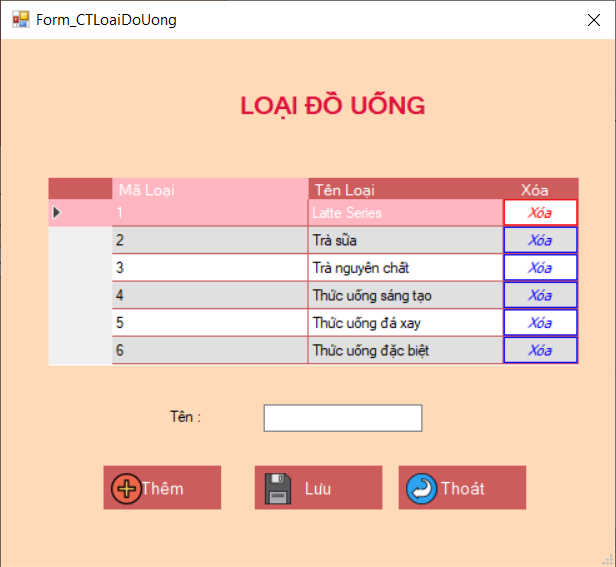 Form_CTLoaiDoUong
LOẠI ĐỒ UỐNG
Mã Loại Tên Loại Xóa
1 Latte Series Xóa
2 Trà sữa Xóa
3 Trà nguyên chất Xóa
4 Thức uống sáng tạo Xóa
5 Thức uống đá xay Xóa
6 Thức uống đặc biệt Xóa
Tên :
Thêm Lưu Thoát